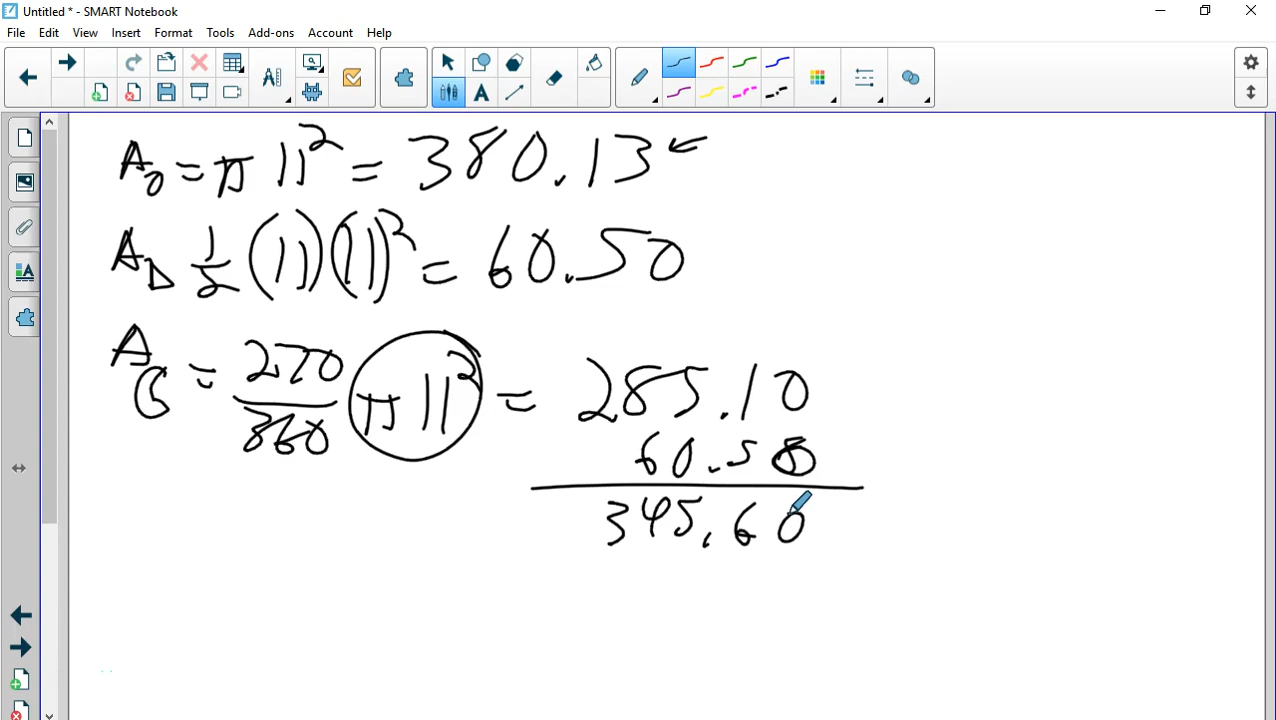 Untitled * - SMART Notebook
File Edit View Insert Format Tools Add-ons Account Help
A₀ = π 11² = 380.13 ←
A△ 1/2 (11)(11)² = 60.50
A = 270/360 π 11² = 285.10
60.50
345.60